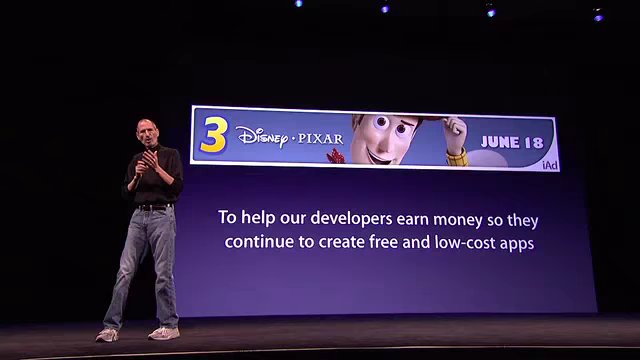 3 Disney · PIXAR JUNE 18
iAd
To help our developers earn money so they
continue to create free and low-cost apps